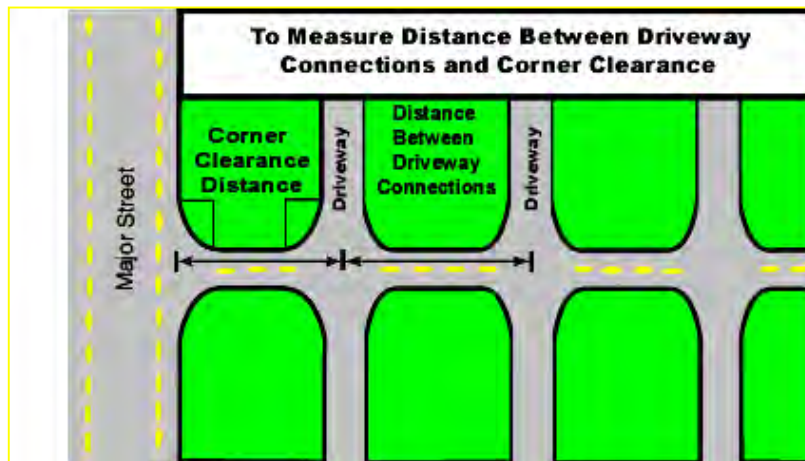 To Measure Distance Between Driveway
Connections and Corner Clearance
Corner
Clearance
Distance
Driveway
Distance
Between
Driveway
Connections
Driveway
Major Street